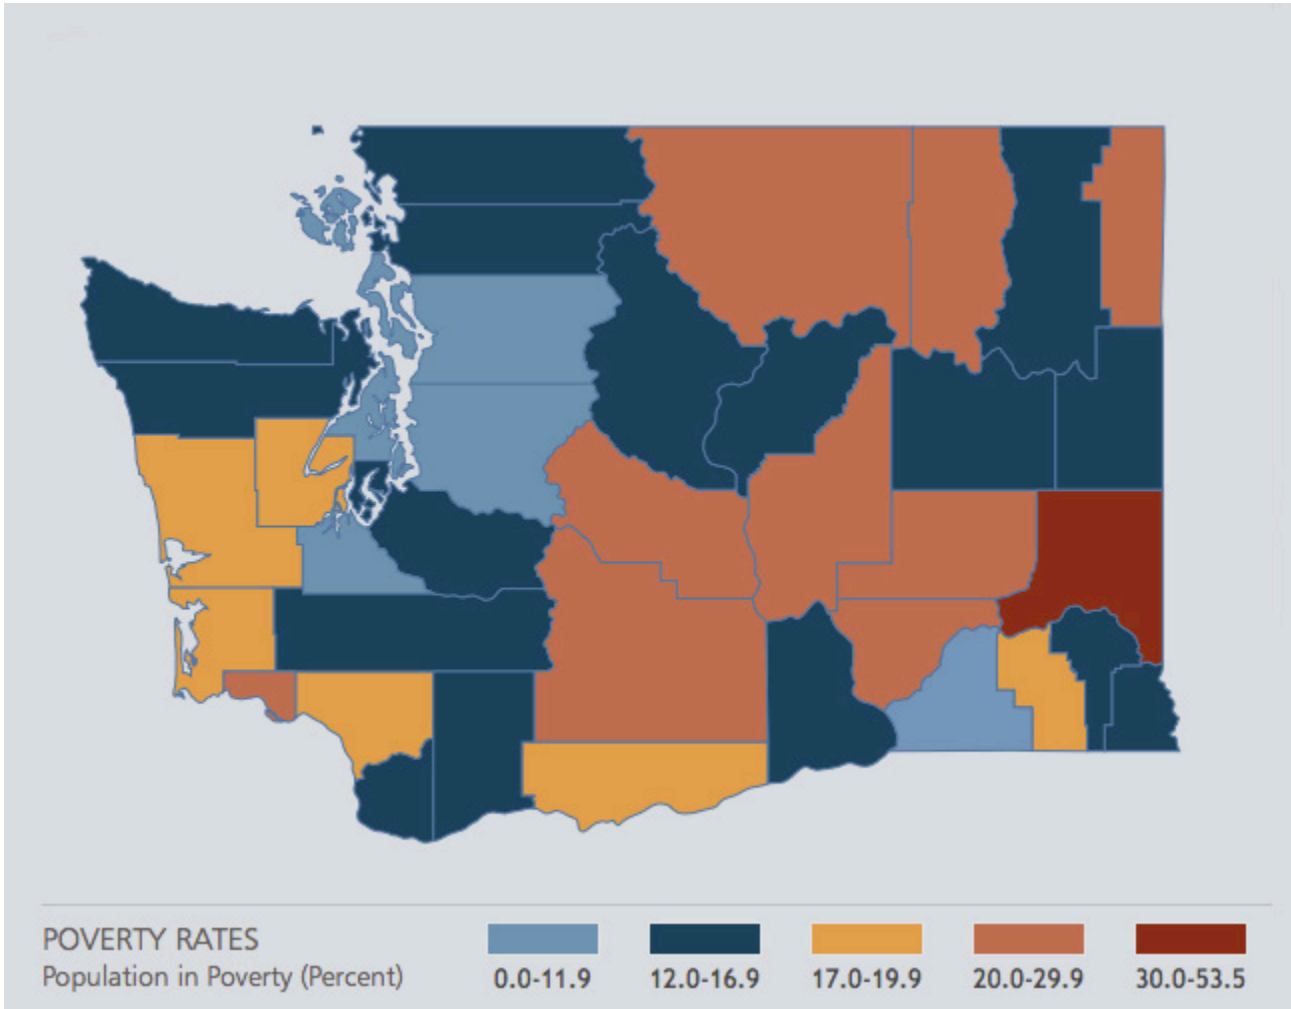 POVERTY RATES
Population in Poverty (Percent)
0.0-11.9
12.0-16.9
17.0-19.9
20.0-29.9
30.0-53.5